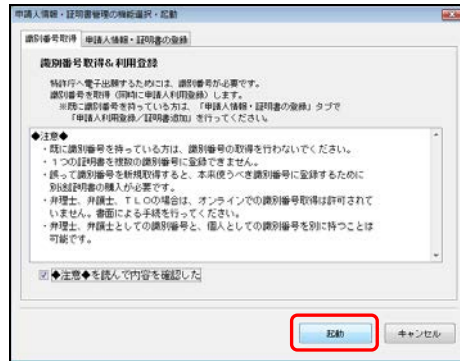 申請人情報・証明書管理の機能選択・起動
識別番号取得 申請人情報・証明書の登録
識別番号取得&利用登録
特許庁へ電子出願するためには、識別番号が必要です。
識別番号を取得(同時に申請人利用登録)します。
※既に識別番号を持っている方は、「申請人情報・証明書の登録」タブで
「申請人利用登録/証明書追加」を行ってください。
◆注意◆
・既に識別番号を持っている方は、識別番号の取得を行わないでください。
・1つの証明書を複数の識別番号に登録できません。
・誤って識別番号を新規取得すると、本来使うべき識別番号に登録するために
別途証明書の購入が必要です。
・弁理士、弁護士、TLOの場合は、オンラインでの識別番号取得は許可されて
いません。書面による手続を行ってください。
・弁理士、弁護士としての識別番号と、個人としての識別番号を別に持つことは
可能です。
◆注意◆を読んで内容を確認した
起動 キャンセル